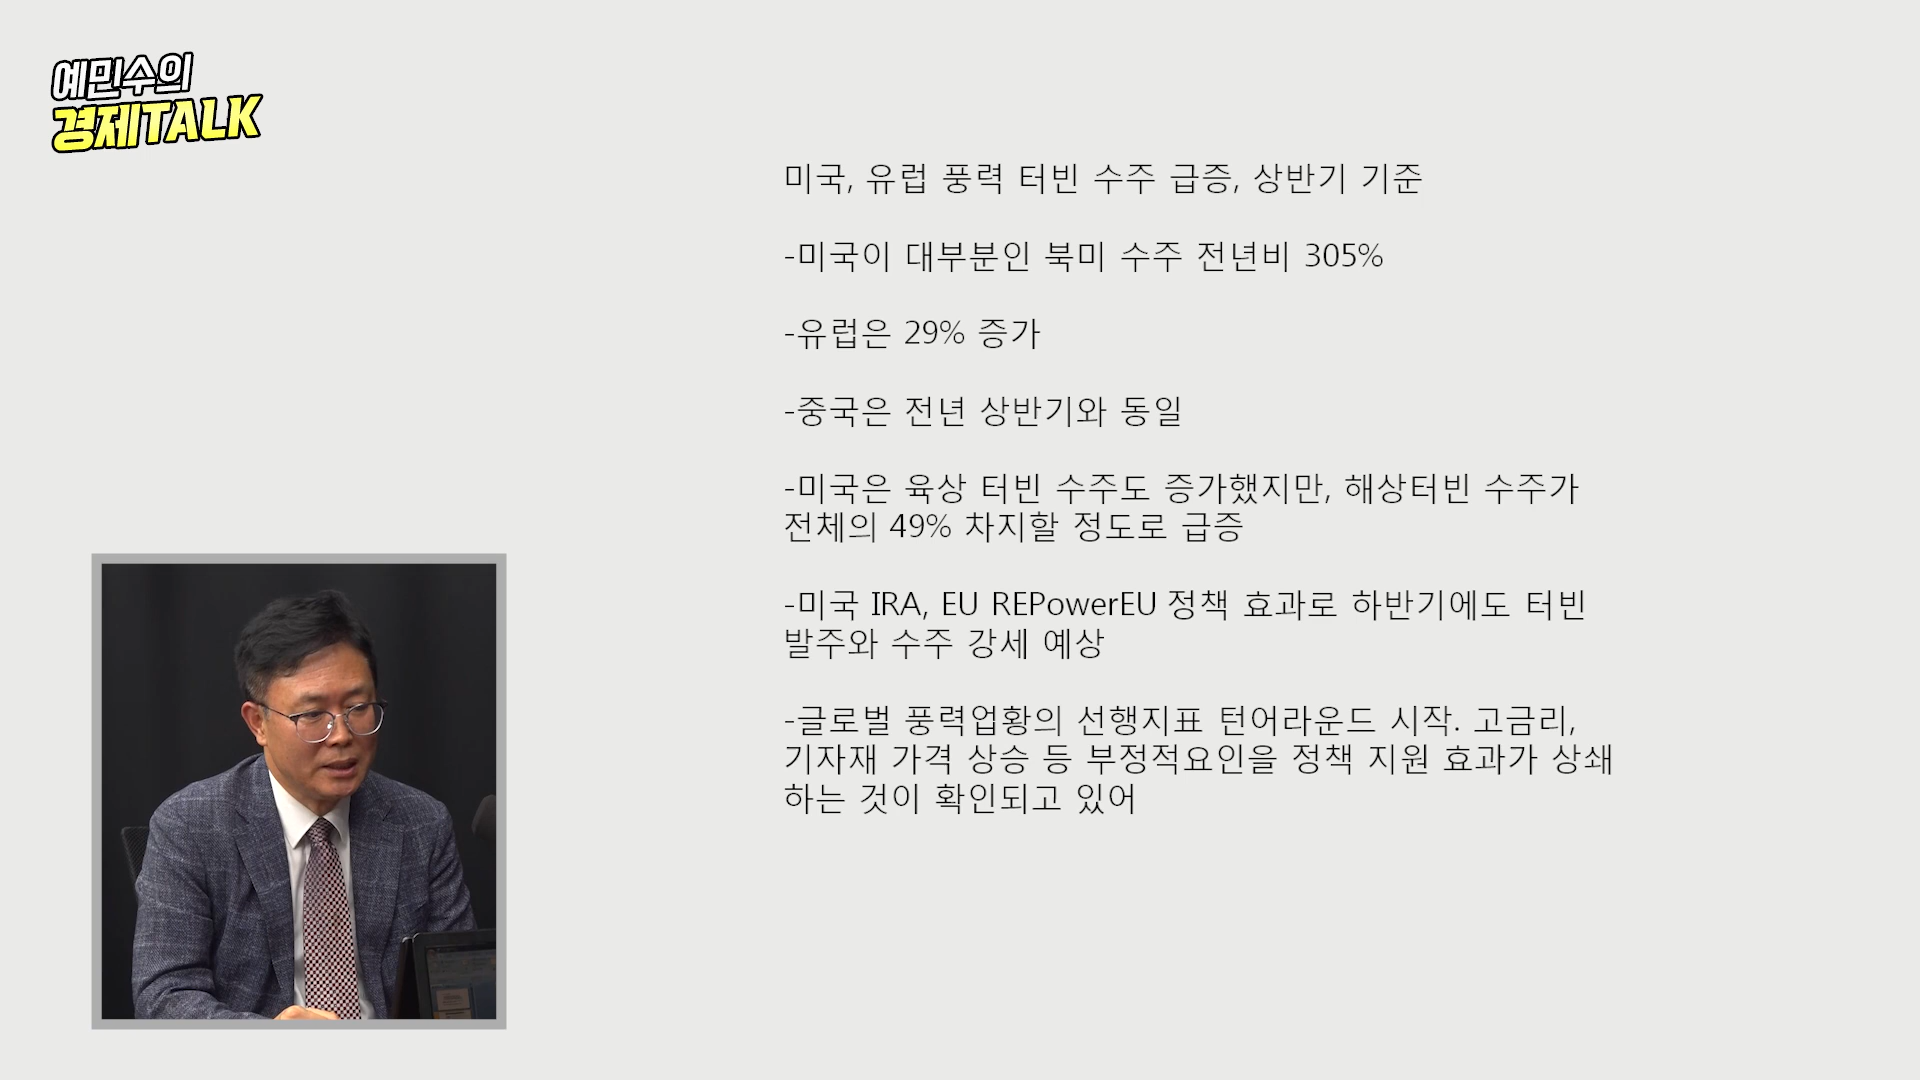 예민수의
경제TALK
미국, 유럽 풍력 터빈 수주 급증, 상반기 기준
-미국이 대부분인 북미 수주 전년비 305%
-유럽은 29% 증가
-중국은 전년 상반기와 동일
-미국은 육상 터빈 수주도 증가했지만, 해상터빈 수주가
전체의 49% 차지할 정도로 급증
-미국 IRA, EU REPowerEU 정책 효과로 하반기에도 터빈
발주와 수주 강세 예상
-글로벌 풍력업황의 선행지표 턴어라운드 시작. 고금리,
기자재 가격 상승 등 부정적요인을 정책 지원 효과가 상쇄
하는 것이 확인되고 있어